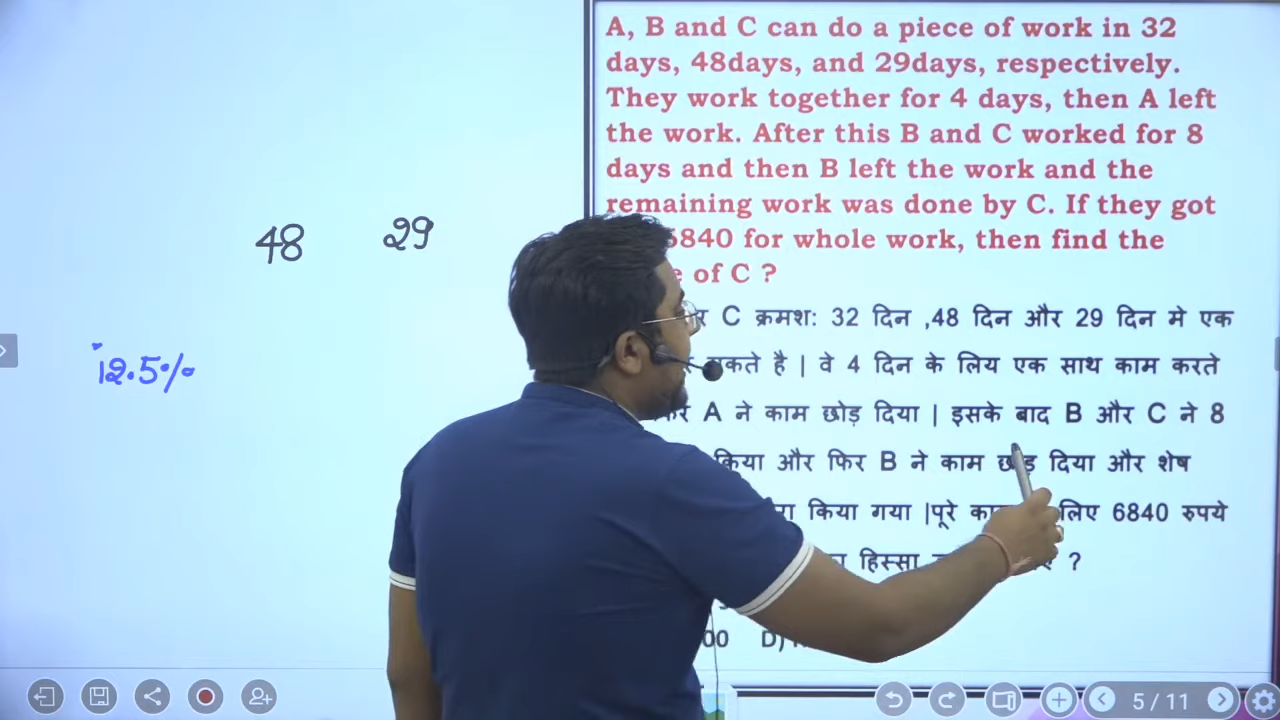 A, B and C can do a piece of work in 32
days, 48days, and 29days, respectively.
They work together for 4 days, then A left
the work. After this B and C worked for 8
days and then B left the work and the
remaining work was done by C. If they got
6840 for whole work, then find the
of C ?
48 29
12.5%
C क्रमश: 32 दिन ,48 दिन और 29 दिन मे एक
सकते है | वे 4 दिन के लिय एक साथ काम करते
A ने काम छोड़ दिया | इसके बाद B और C ने 8
किया और फिर B ने काम दिया और शेष
किया गया |पूरे लिए 6840 रुपये
हिस्सा ?
00 D)
5 / 11